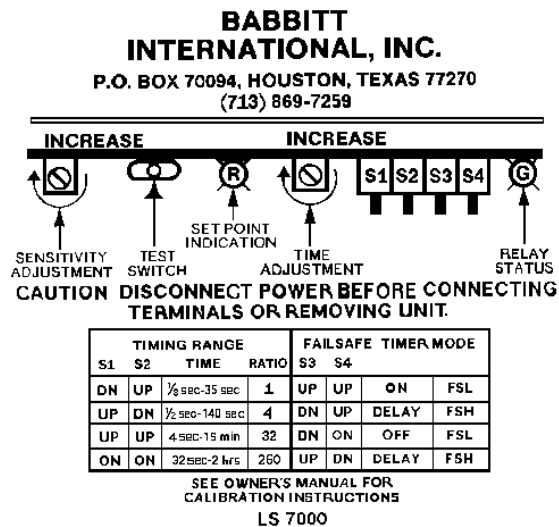 BABBITT
INTERNATIONAL, INC.
P.O. BOX 70094, HOUSTON, TEXAS 77270
(713) 869-7259
INCREASE INCREASE
R S1 S2 S3 S4 G
SENSITIVITY ADJUSTMENT
TEST SWITCH
SET POINT INDICATION
TIME ADJUSTMENT
RELAY STATUS
CAUTION DISCONNECT POWER BEFORE CONNECTING
TERMINALS OR REMOVING UNIT.
TIMING RANGE FAILSAFE TIMER MODE
S1 S2 TIME RATIO S3 S4
DN UP ⅛ sec-35 sec 1 UP UP ON FSL
UP DN ½ sec-140 sec 4 DN UP DELAY FSH
UP UP 4 sec-15 min 32 DN ON OFF FSL
ON ON 32 sec-2 hrs 260 UP DN DELAY FSH
SEE OWNER'S MANUAL FOR
CALIBRATION INSTRUCTIONS
LS 7000